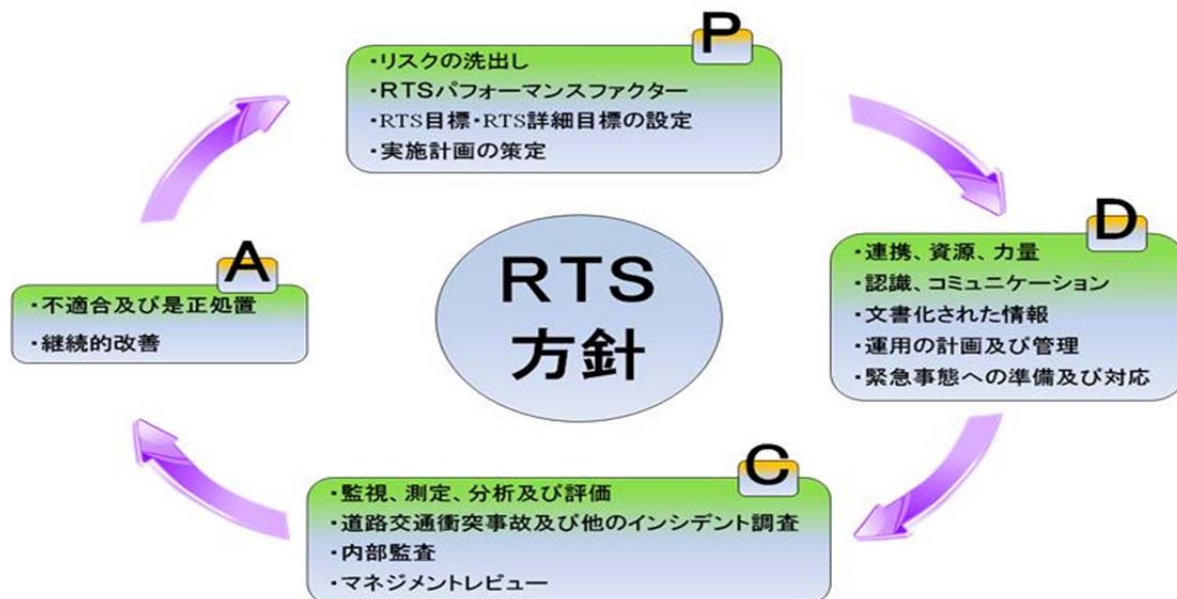 P
・リスクの洗出し
・RTSパフォーマンスファクター
・RTS目標・RTS詳細目標の設定
・実施計画の策定
D
・連携、資源、力量
・認識、コミュニケーション
・文書化された情報
・運用の計画及び管理
・緊急事態への準備及び対応
RTS
方針
A
・不適合及び是正処置
・継続的改善
C
・監視、測定、分析及び評価
・道路交通衝突事故及び他のインシデント調査
・内部監査
・マネジメントレビュー